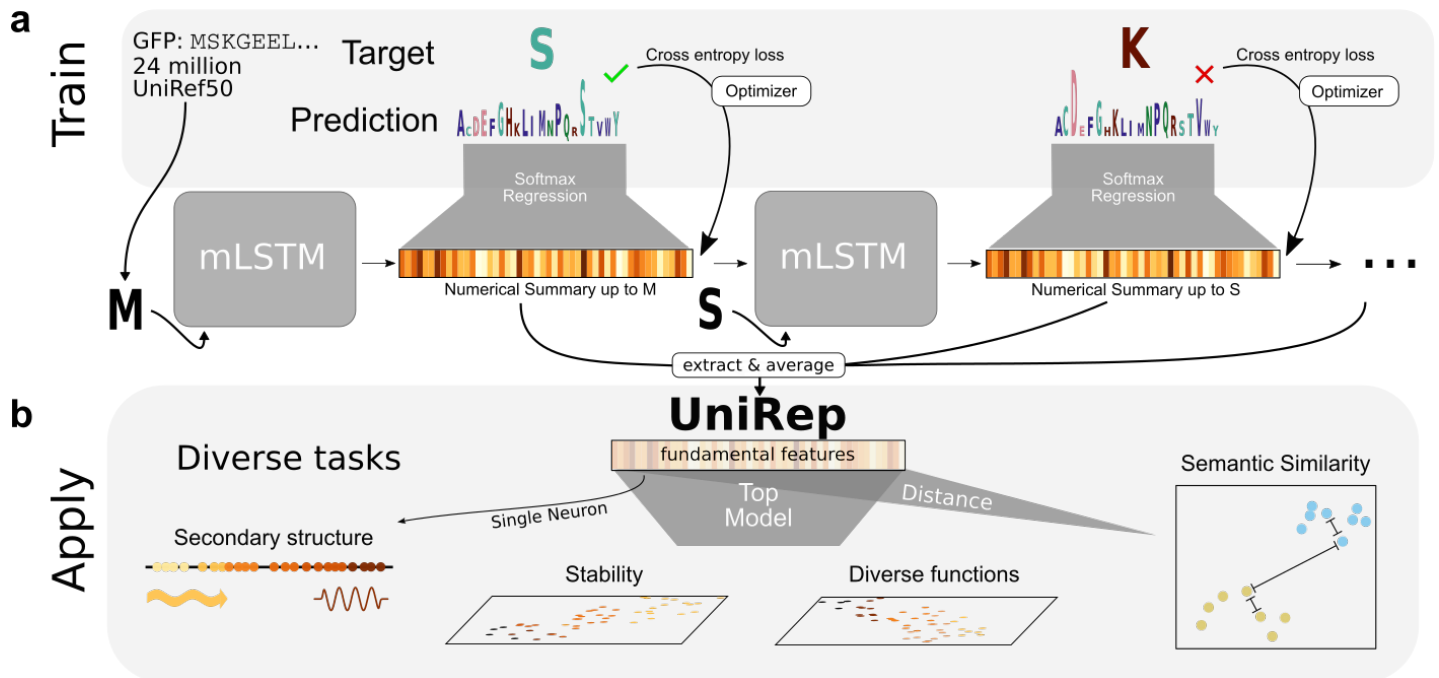 a
Train
GFP: MSKGEEL...
24 million
UniRef50
Target
S
Cross entropy loss
Optimizer
Prediction
ACDEFGHKLIMNPQRSTVWY
K
Cross entropy loss
Optimizer
ACDEFGHKLIMNPQRSTVWY
Softmax
Regression
Softmax
Regression
mLSTM
mLSTM
...
M
Numerical Summary up to M
S
Numerical Summary up to S
extract & average
b
Apply
UniRep
fundamental features
Diverse tasks
Top
Model
Distance
Single Neuron
Semantic Similarity
Secondary structure
Stability
Diverse functions